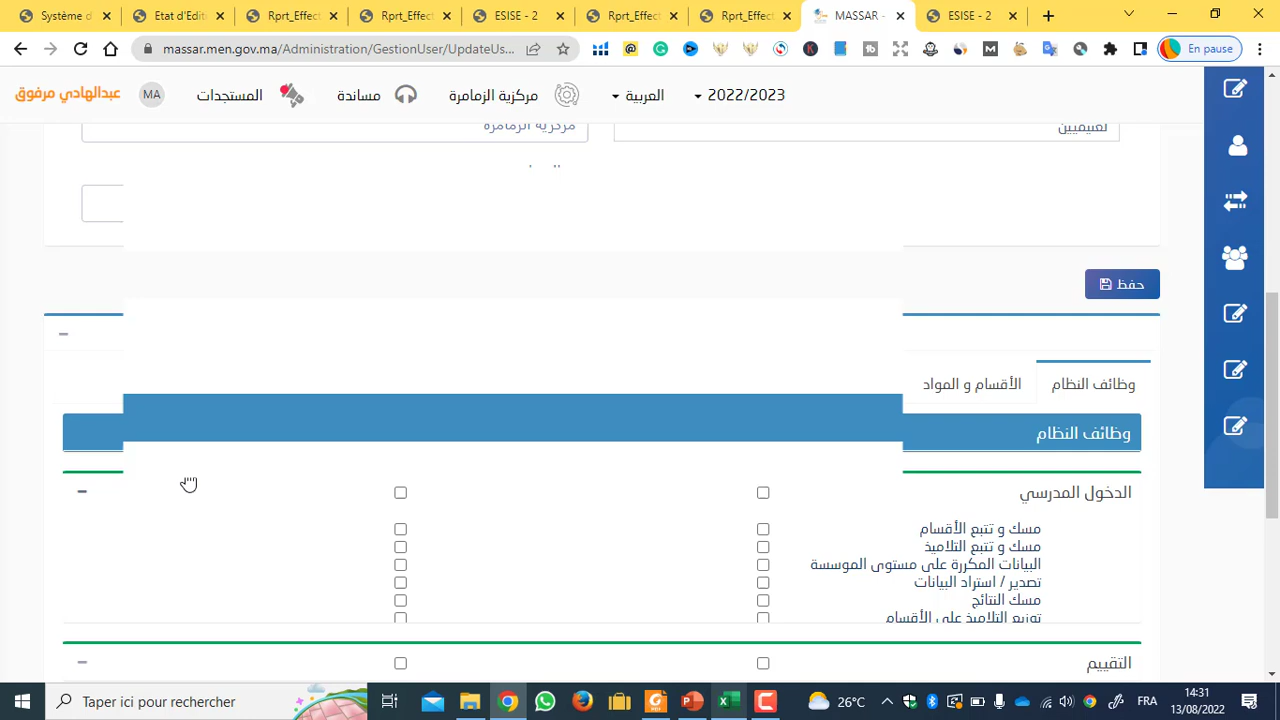 Système d
Etat d'Edit
Rprt_Effect
Rprt_Effec
ESISE - 2
Rprt_Effect
Rprt_Effect
MASSAR -
ESISE - 2
massar.men.gov.ma/Administration/GestionUser/UpdateUs...
En pause
2022/2023
العربية
مركزية الزمامرة
مساندة
المستجدات
MA
عبدالهادي مرفوق
مركزية الزمامرة
حفظ
وظائف النظام
الأقسام و المواد
وظائف النظام
الدخول المدرسي
مسك و تتبع الأقسام
مسك و تتبع التلاميذ
البيانات المكررة على مستوى الموسسة
تصدير / استراد البيانات
مسك النتائج
توزيع التلاميذ على الأقسام
التقييم
Taper ici pour rechercher
26°C
FRA
14:31
13/08/2022